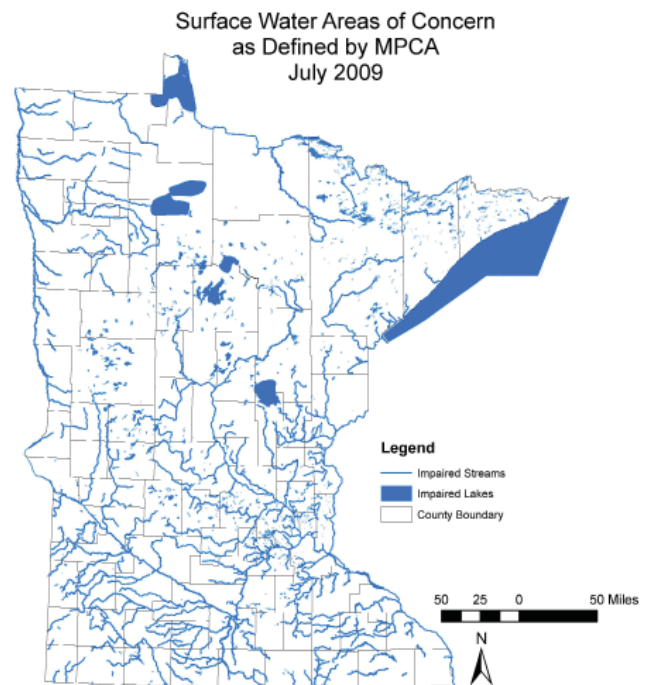 Surface Water Areas of Concern
as Defined by MPCA
July 2009
Legend
Impaired Streams
Impaired Lakes
County Boundary
50 25 0 50 Miles
N